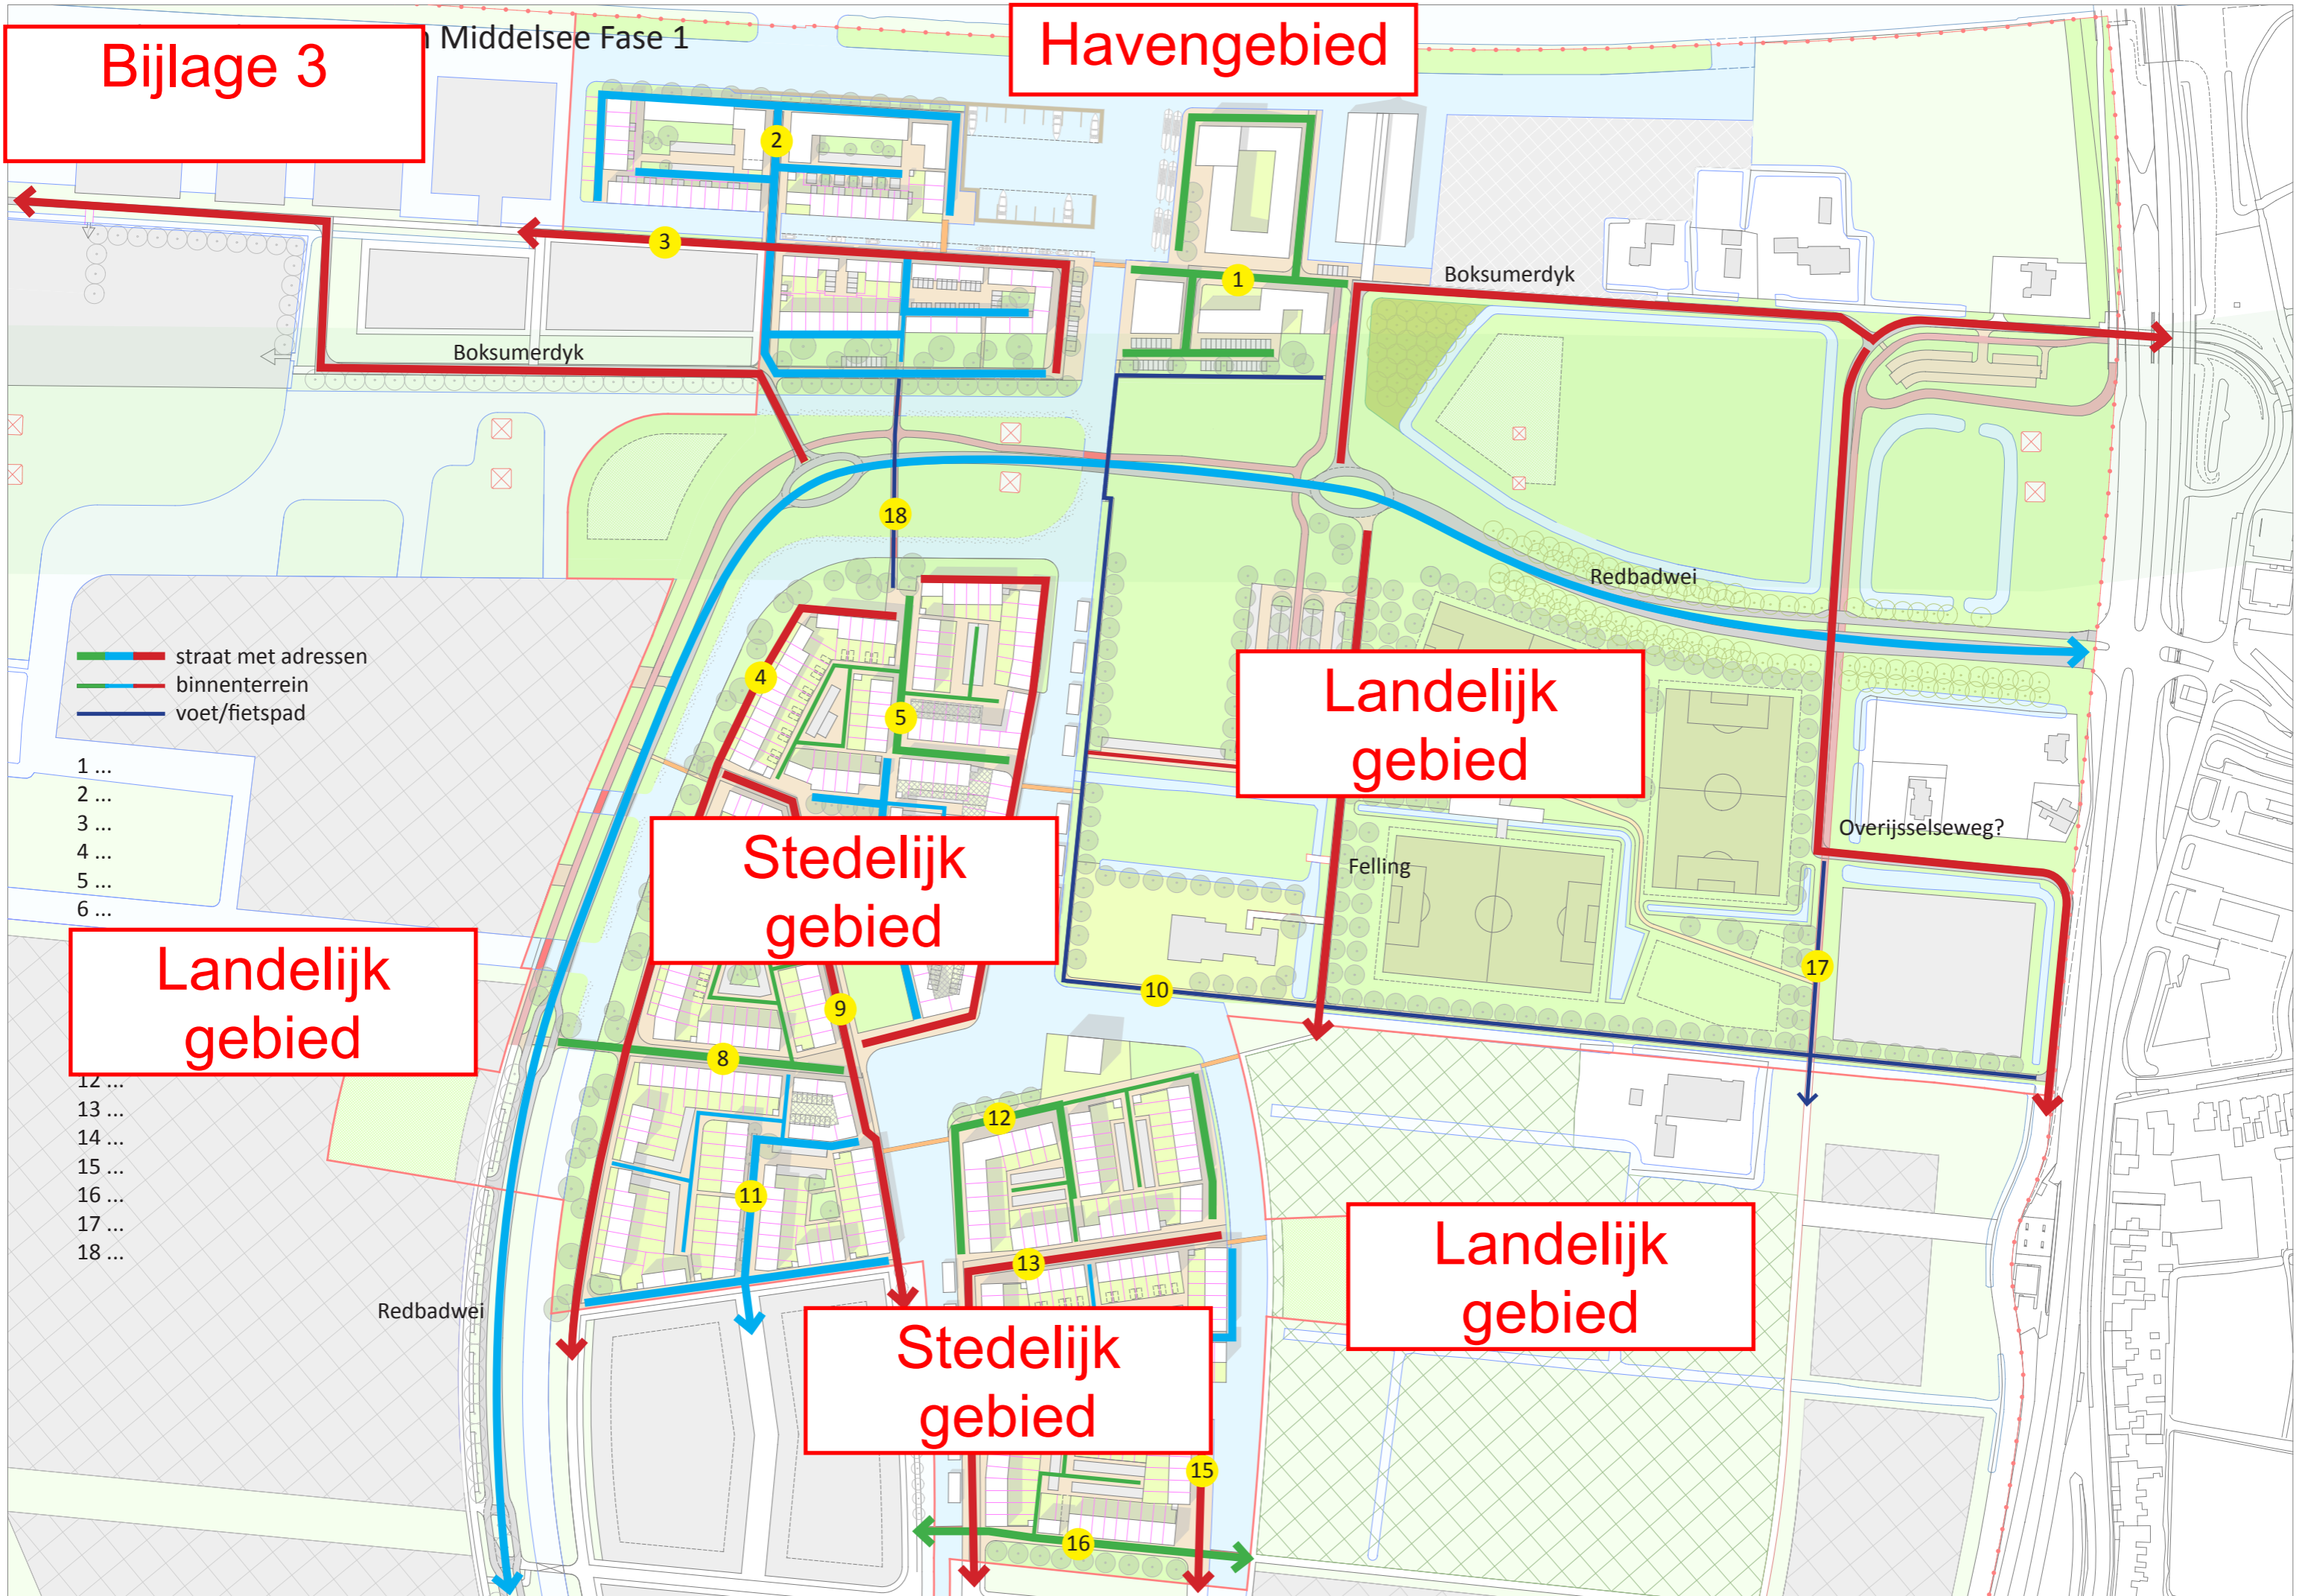 Bijlage 3
Middelsee Fase 1
Havengebied
2
3
1
Boksumerdyk
Boksumerdyk
18
Redbadwei
straat met adressen
binnenterrein
voet/fietspad
4
5
Landelijk
gebied
1 ...
2 ...
3 ...
4 ...
5 ...
6 ...
Stedelijk
gebied
Overijsselseweg?
Felling
Landelijk
gebied
17
10
9
8
12 ...
13 ...
14 ...
15 ...
16 ...
17 ...
18 ...
12
11
13
Landelijk
gebied
Redbadwei
Stedelijk
gebied
15
16